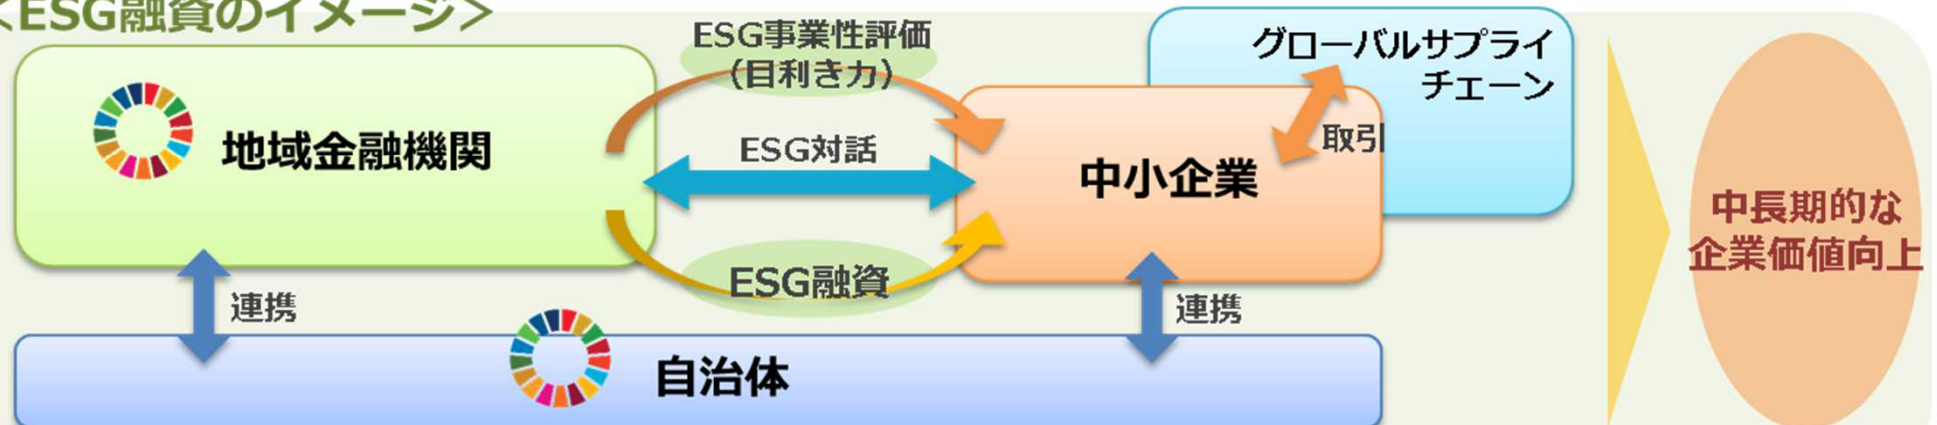 <ESG融資のイメージ>
ESG事業性評価
(目利き力)
グローバルサプライ
チェーン
地域金融機関
ESG対話
取引
中小企業
中長期的な
企業価値向上
ESG融資
連携
連携
自治体